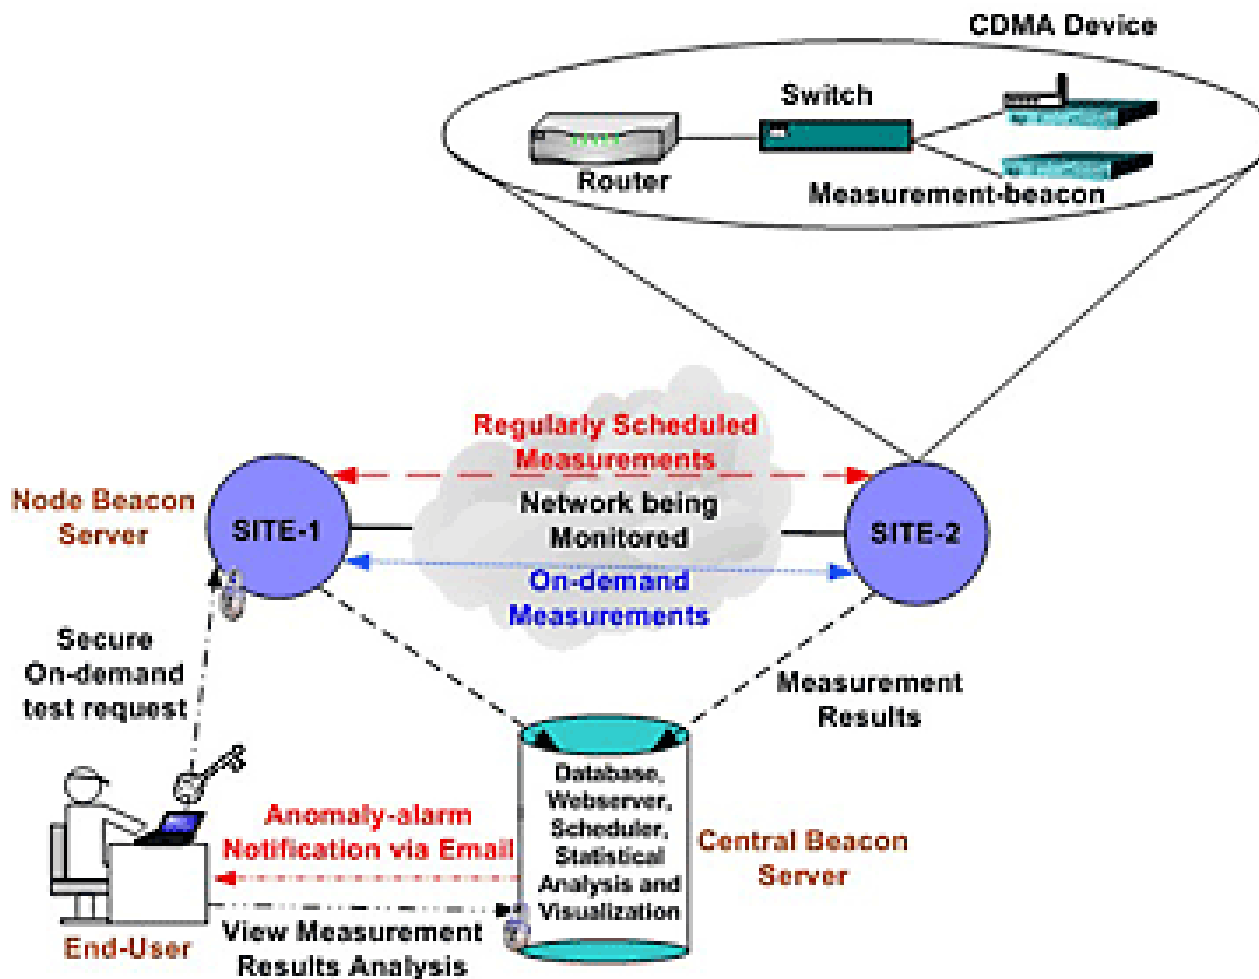 CDMA Device
Switch
Router
Measurement-beacon
Regularly Scheduled
Measurements
Node Beacon
Server
SITE-1
Network being
Monitored
SITE-2
On-demand
Measurements
Secure
On-demand
test request
Measurement
Results
Database,
Webserver,
Scheduler,
Statistical
Analysis and
Visualization
Anomaly-alarm
Notification via Email
Central Beacon
Server
End-User
View Measurement
Results Analysis